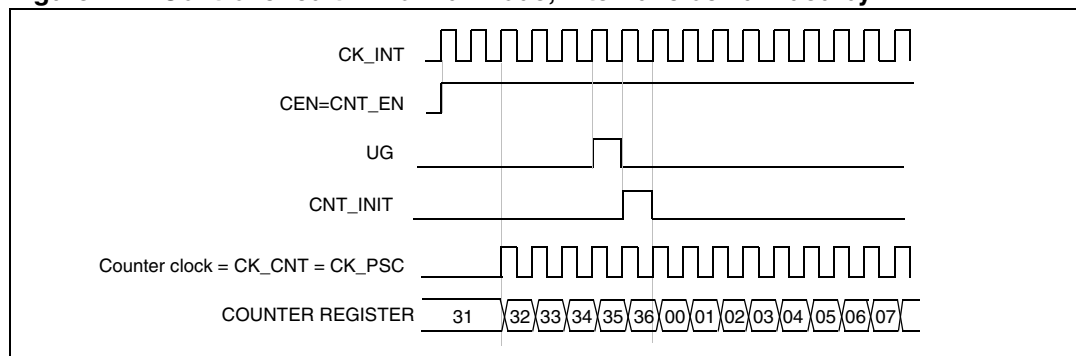 CK_INT
CEN=CNT_EN
UG
CNT_INIT
Counter clock = CK_CNT = CK_PSC
COUNTER REGISTER 31 32 33 34 35 36 00 01 02 03 04 05 06 07